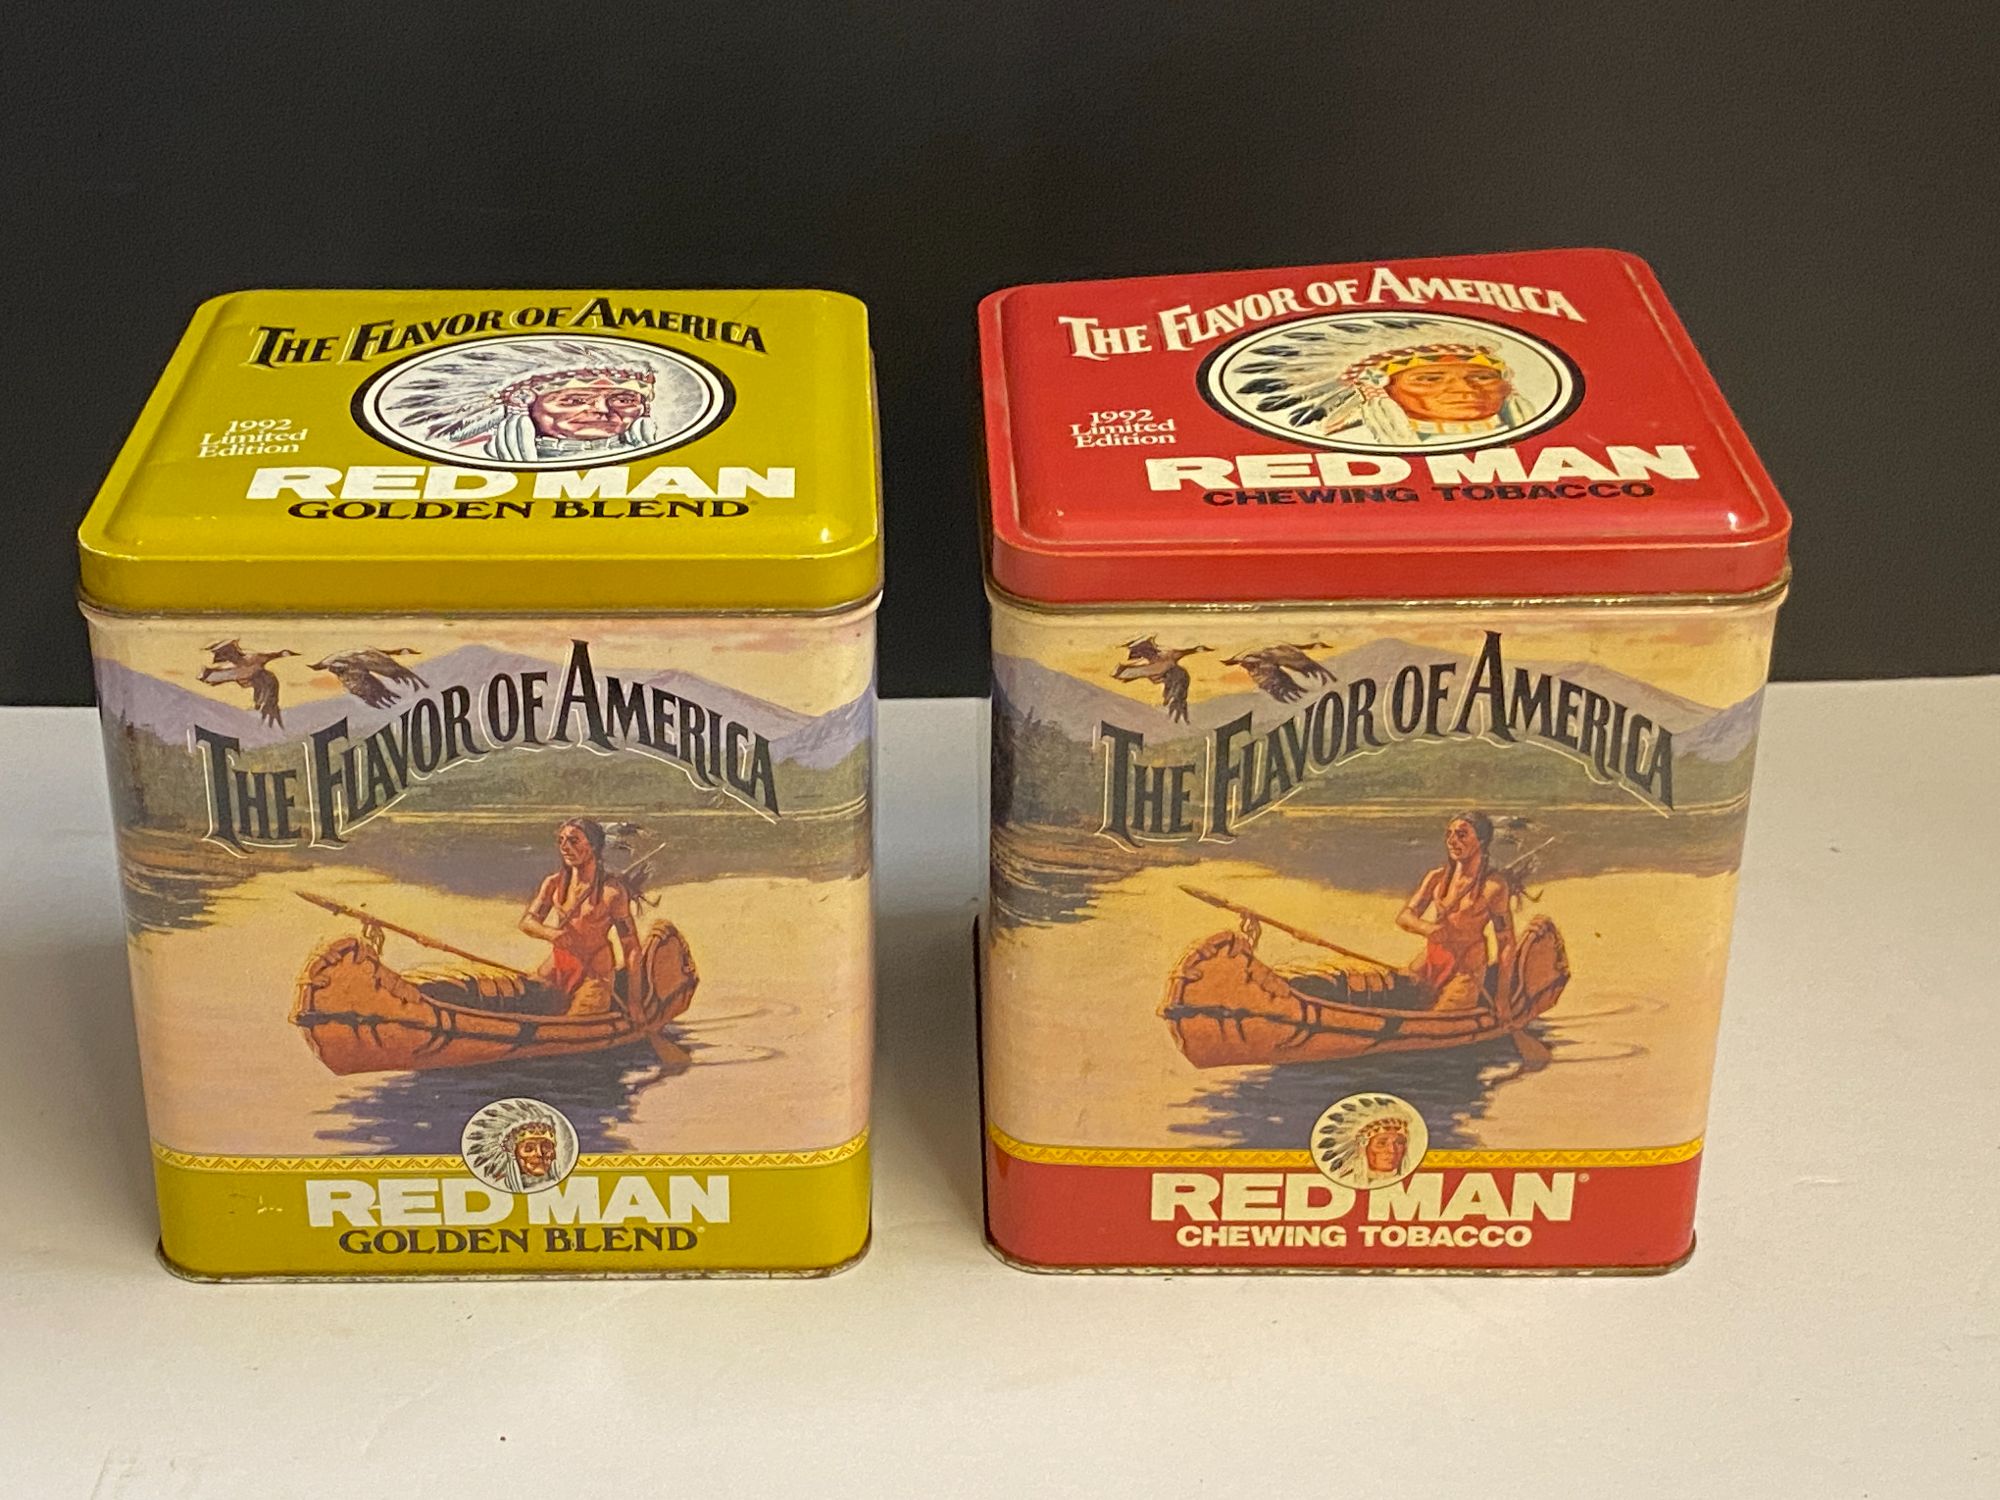 THE FLAVOR OF AMERICA
1992
Limited
Edition
RED MAN
GOLDEN BLEND
THE FLAVOR OF AMERICA
RED MAN
GOLDEN BLEND®
THE FLAVOR OF AMERICA
1992
Limited
Edition
RED MAN®
CHEWING TOBACCO
THE FLAVOR OF AMERICA
RED MAN®
CHEWING TOBACCO